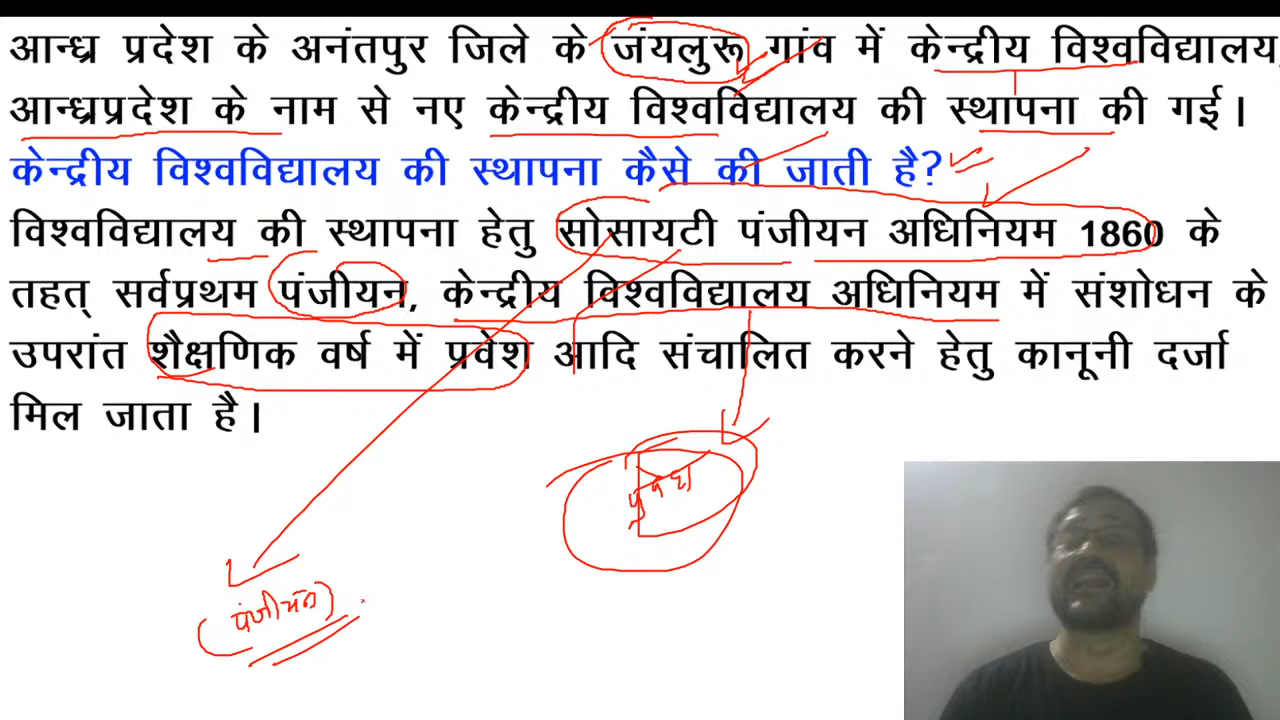 आन्ध्र प्रदेश के अनंतपुर जिले के जंयलुरू गांव में केन्द्रीय विश्वविद्यालय,
आन्ध्रप्रदेश के नाम से नए केन्द्रीय विश्वविद्यालय की स्थापना की गई।
केन्द्रीय विश्वविद्यालय की स्थापना कैसे की जाती है?
विश्वविद्यालय की स्थापना हेतु सोसायटी पंजीयन अधिनियम 1860 के
तहत् सर्वप्रथम पंजीयन, केन्द्रीय विश्वविद्यालय अधिनियम में संशोधन के
उपरांत शैक्षणिक वर्ष में प्रवेश आदि संचालित करने हेतु कानूनी दर्जा
मिल जाता है।
प्रवेश
(पंजीयन)